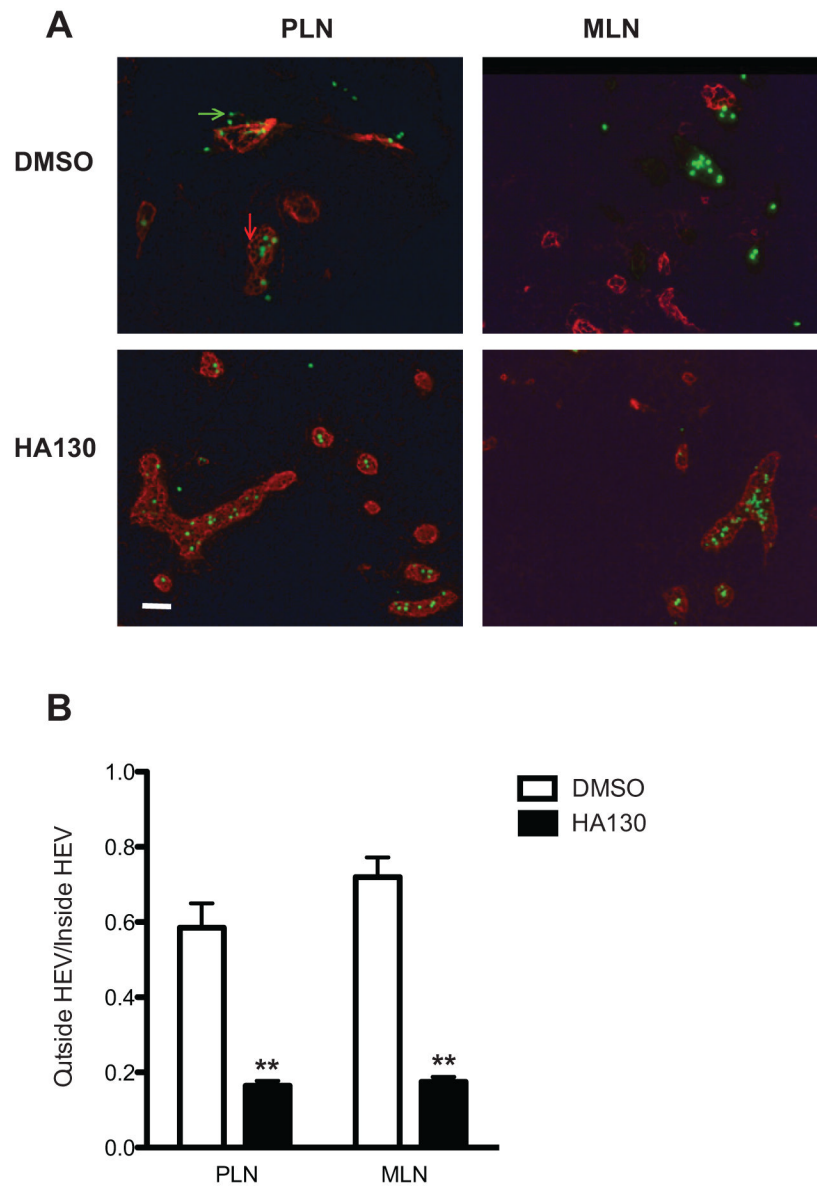 A
PLN
MLN
DMSO
HA130
B
Outside HEV/Inside HEV
1.0
0.8
0.6
0.4
0.2
0.0
**
**
PLN
MLN
DMSO
HA130